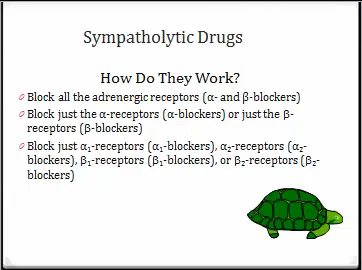 Sympatholytic Drugs
How Do They Work?
Block all the adrenergic receptors (α- and β-blockers)
Block just the α-receptors (α-blockers) or just the β-
receptors (β-blockers)
Block just α₁-receptors (α₁-blockers), α₂-receptors (α₂-
blockers), β₁-receptors (β₁-blockers), or β₂-receptors (β₂-
blockers)